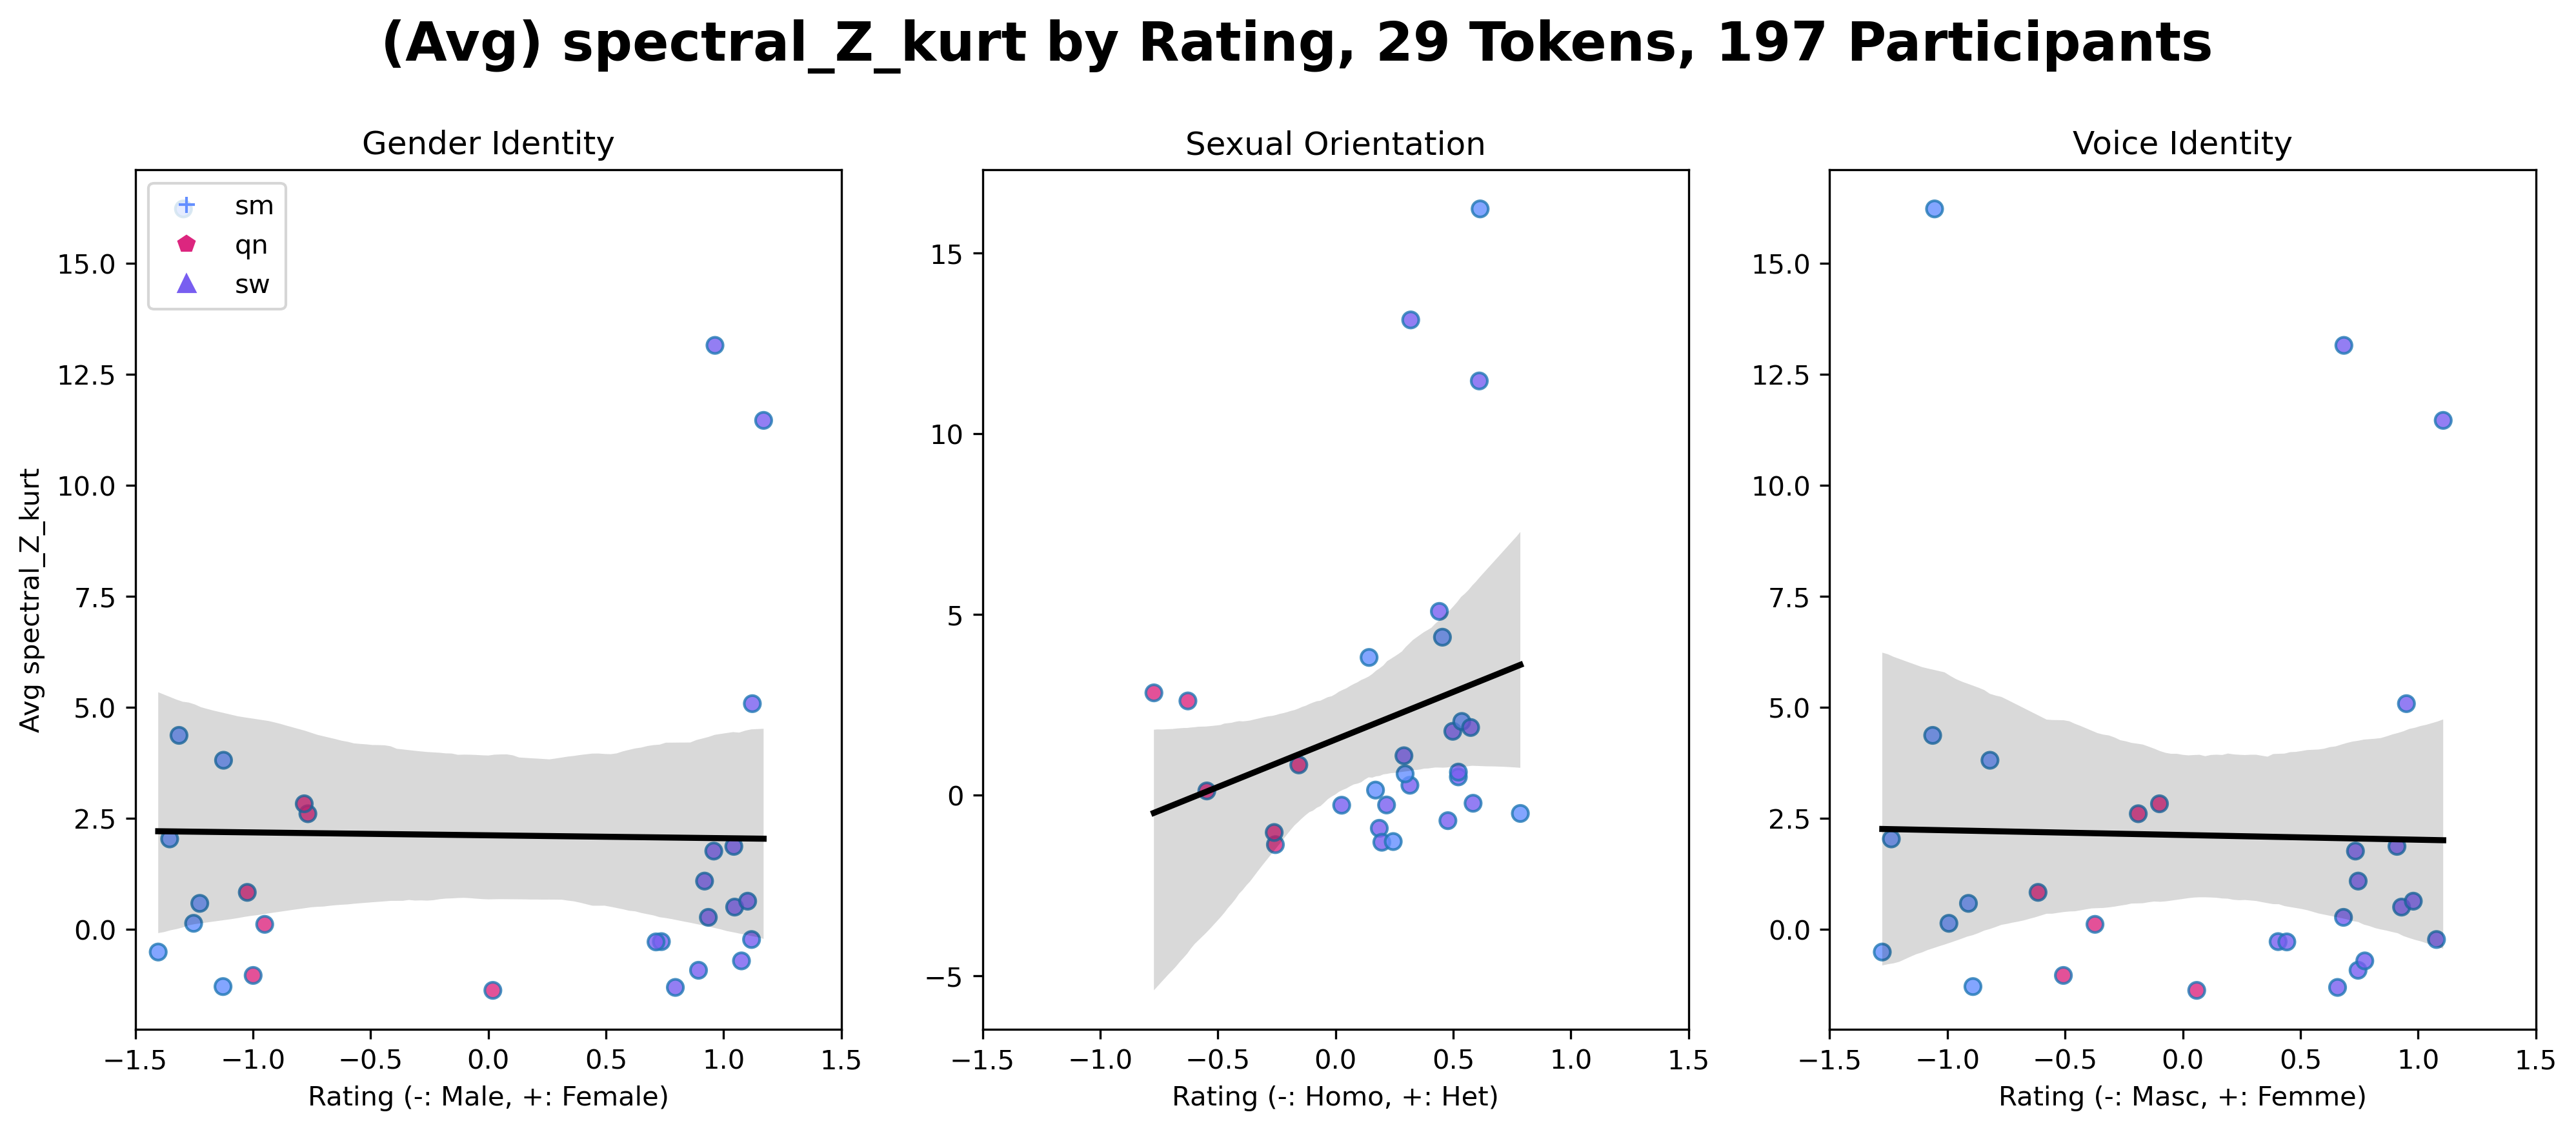 (Avg) spectral_Z_kurt by Rating, 29 Tokens, 197 Participants
Gender Identity
sm
qn
sw
Avg spectral_Z_kurt
15.0
12.5
10.0
7.5
5.0
2.5
0.0
−1.5 −1.0 −0.5 0.0 0.5 1.0 1.5
Rating (-: Male, +: Female)
Sexual Orientation
15
10
5
0
−5
−1.5 −1.0 −0.5 0.0 0.5 1.0 1.5
Rating (-: Homo, +: Het)
Voice Identity
15.0
12.5
10.0
7.5
5.0
2.5
0.0
−1.5 −1.0 −0.5 0.0 0.5 1.0 1.5
Rating (-: Masc, +: Femme)